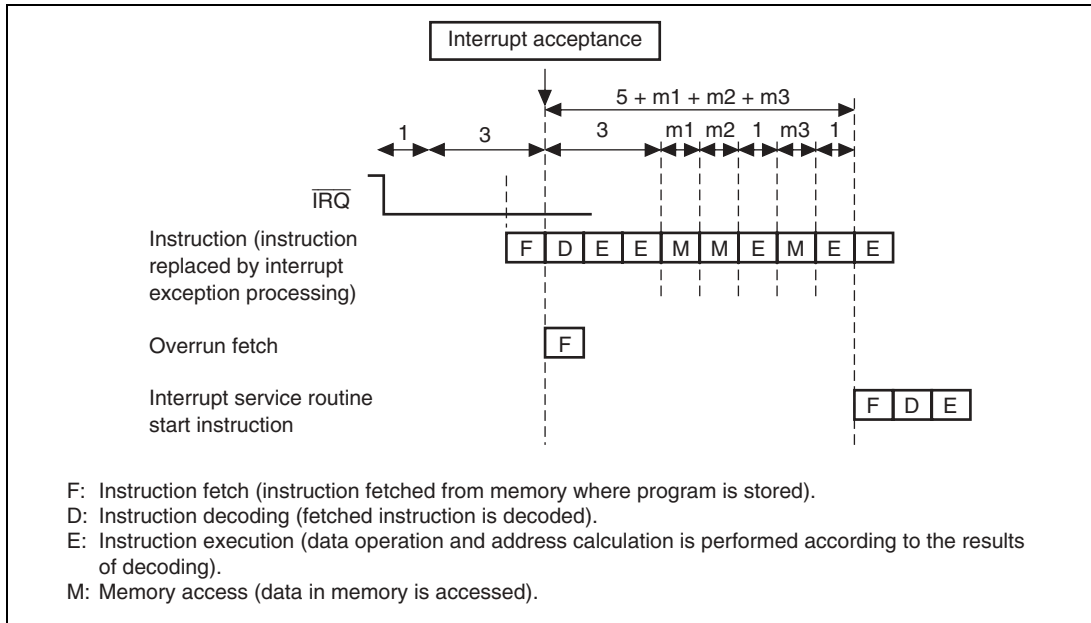 Interrupt acceptance
5 + m1 + m2 + m3
1 3 3 m1 m2 1 m3 1
IRQ
Instruction (instruction
replaced by interrupt
exception processing)
F D E E M M E M E E
Overrun fetch
F
Interrupt service routine
start instruction
F D E
F: Instruction fetch (instruction fetched from memory where program is stored).
D: Instruction decoding (fetched instruction is decoded).
E: Instruction execution (data operation and address calculation is performed according to the results
of decoding).
M: Memory access (data in memory is accessed).